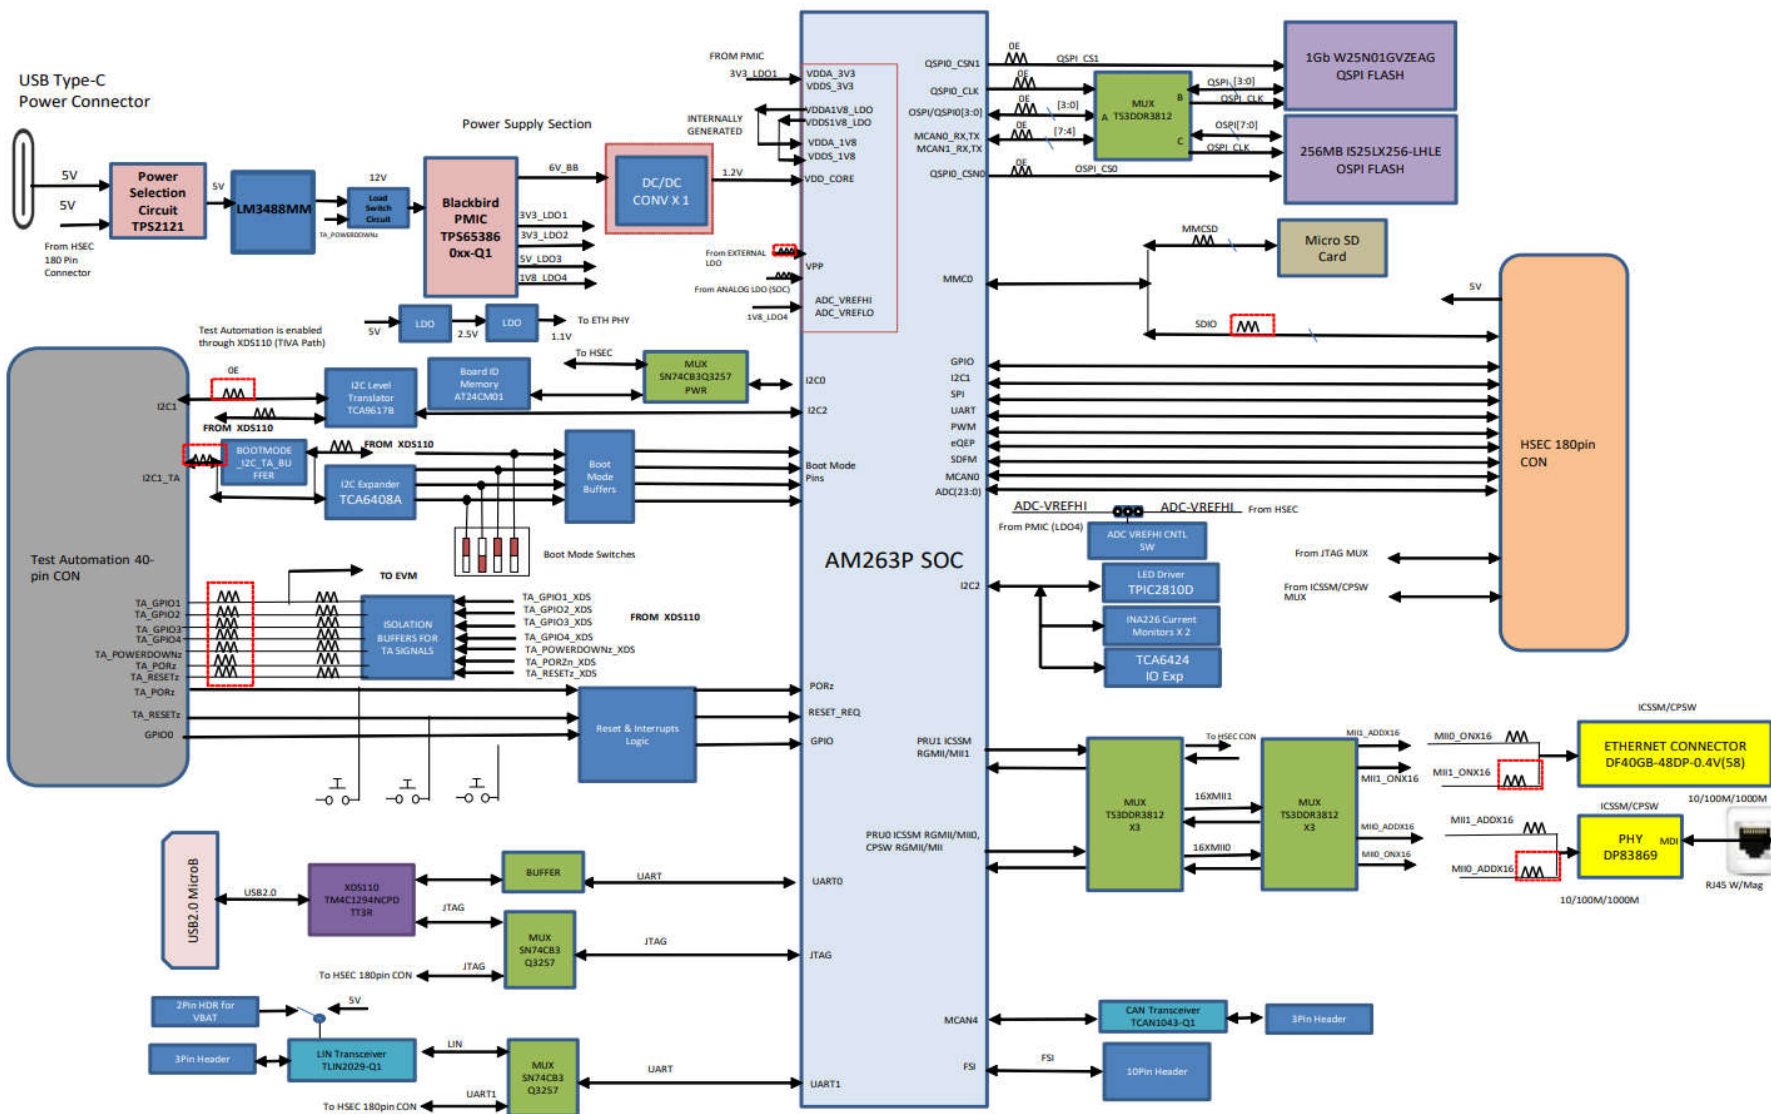 USB Type-C
Power Connector
5V
5V
From HSEC
180 Pin
Connector
Power
Selection
Circuit
TPS2121
5V
LM3488MM
12V
Load
Switch
Circuit
TA_POWERDOWNz
Power Supply Section
Blackbird
PMIC
TPS65386
0xx-Q1
6V_BB
3V3_LDO1
3V3_LDO2
5V_LDO3
1V8_LDO4
DC/DC
CONV X 1
1.2V
5V
LDO
2.5V
LDO
1.1V
To ETH PHY
FROM PMIC
3V3_LDO1
INTERNALLY
GENERATED
From EXTERNAL
LDO
From ANALOG LDO (SOC)
1V8_LDO4
VDDA_3V3
VDDS_3V3
VDDA1V8_LDO
VDDS1V8_LDO
VDDA_1V8
VDDS_1V8
VDD_CORE
VPP
ADC_VREFHI
ADC_VREFLO
I2C0
I2C2
Boot Mode
Pins
AM263P SOC
PORz
RESET_REQ
GPIO
UART0
JTAG
UART1
QSPI0_CSN1
QSPI0_CLK
OSPI/QSPI0[3:0]
MCAN0_RX,TX
MCAN1_RX,TX
QSPI0_CSN0
MMC0
GPIO
I2C1
SPI
UART
PWM
eQEP
SDFM
MCAN0
ADC(23:0)
I2C2
PRU1 ICSSM
RGMII/MII1
PRU0 ICSSM RGMII/MII0,
CPSW RGMII/MII
MCAN4
FSI
0E
QSPI_CS1
0E
0E
[3:0]
0E
[7:4]
0E
OSPI_CS0
MUX
TS3DDR3812
A
B
C
QSPI [3:0]
QSPI_CLK
OSPI[7:0]
OSPI_CLK
1Gb W25N01GVZEAG
QSPI FLASH
256MB IS25LX256-LHLE
OSPI FLASH
MMCSD
Micro SD
Card
SDIO
5V
HSEC 180pin
CON
ADC-VREFHI
ADC-VREFHI
From HSEC
From PMIC (LDO4)
ADC VREFHI CNTL
SW
LED Driver
TPIC2810D
INA226 Current
Monitors X 2
TCA6424
IO Exp
From JTAG MUX
From ICSSM/CPSW
MUX
Test Automation is enabled
through XDS110 (TIVA Path)
0E
I2C1
FROM XDS110
I2C Level
Translator
TCA9617B
Board ID
Memory
AT24CM01
To HSEC
MUX
SN74CB3Q3257
PWR
I2C1_TA
BOOTMODE
_I2C_TA_BU
FFER
FROM XDS110
I2C Expander
TCA6408A
Boot
Mode
Buffers
Boot Mode Switches
Test Automation 40-
pin CON
TA_GPIO1
TA_GPIO2
TA_GPIO3
TA_GPIO4
TA_POWERDOWNz
TA_PORz
TA_RESETz
TA_PORz
TA_RESETz
GPIO0
TO EVM
ISOLATION
BUFFERS FOR
TA SIGNALS
TA_GPIO1_XDS
TA_GPIO2_XDS
TA_GPIO3_XDS
TA_GPIO4_XDS
TA_POWERDOWNz_XDS
TA_PORZn_XDS
TA_RESETz_XDS
FROM XDS110
Reset & Interrupts
Logic
To HSEC CON
MUX
TS3DDR3812
X3
16XMII1
16XMII0
MUX
TS3DDR3812
X3
MII1_ADDX16
MII1_ONX16
MII0_ADDX16
MII0_ONX16
MII0_ONX16
MII1_ONX16
ICSSM/CPSW
ETHERNET CONNECTOR
DF40GB-48DP-0.4V(58)
10/100M/1000M
MII1_ADDX16
MII0_ADDX16
ICSSM/CPSW
PHY
DP83869
MDI
10/100M/1000M
RJ45 W/Mag
USB2.0 MicroB
USB2.0
XDS110
TM4C1294NCPD
TT3R
BUFFER
UART
JTAG
MUX
SN74CB3
Q3257
JTAG
To HSEC 180pin CON
JTAG
2Pin HDR for
VBAT
5V
3Pin Header
LIN Transceiver
TLIN2029-Q1
LIN
MUX
SN74CB3
Q3257
UART
UART1
To HSEC 180pin CON
CAN Transceiver
TCAN1043-Q1
3Pin Header
FSI
10Pin Header